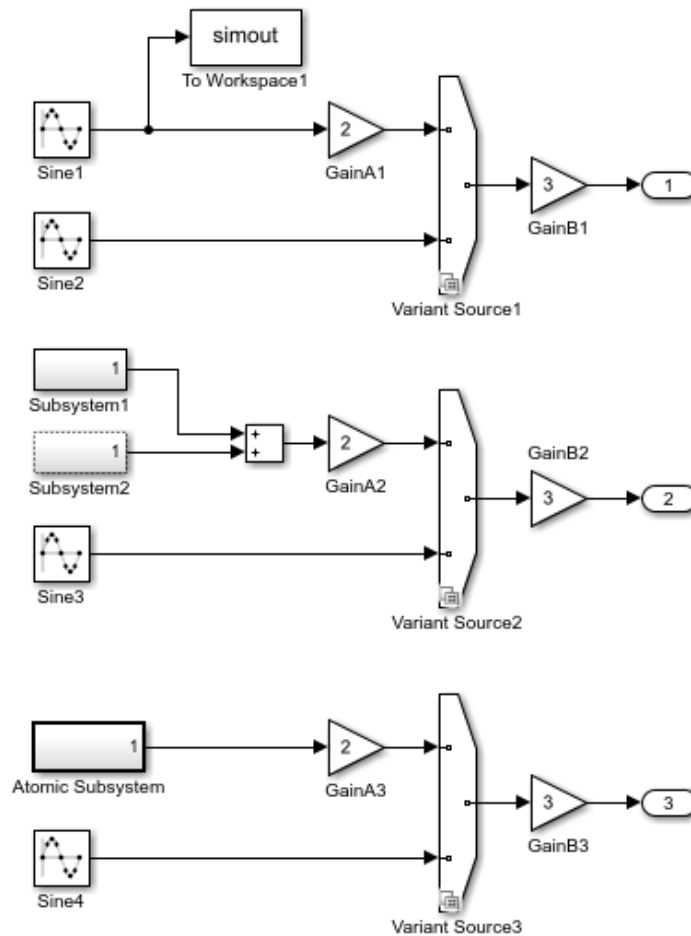 simout
To Workspace1
Sine1
2
GainA1
3
GainB1
1
Sine2
Variant Source1
1
Subsystem1
1
Subsystem2
+
+
2
GainA2
GainB2
3
2
Sine3
Variant Source2
1
Atomic Subsystem
2
GainA3
3
GainB3
3
Sine4
Variant Source3